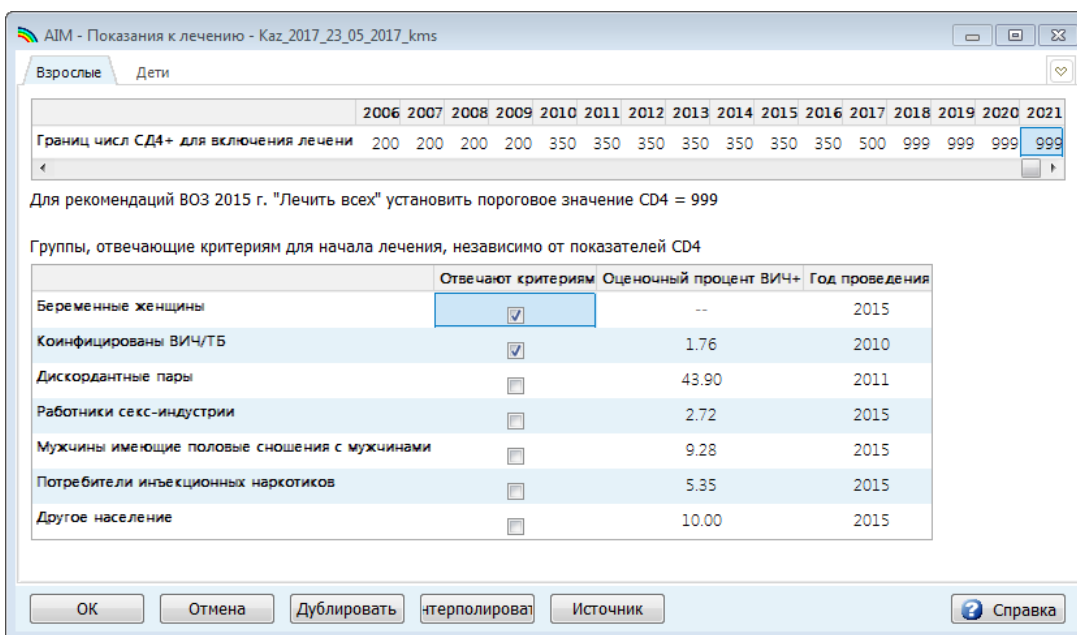 AIM - Показания к лечению - Kaz_2017_23_05_2017_kms
Взрослые Дети
2006 2007 2008 2009 2010 2011 2012 2013 2014 2015 2016 2017 2018 2019 2020 2021
Границ числ СД4+ для включения лечени 200 200 200 200 350 350 350 350 350 350 350 500 999 999 999 999
Для рекомендаций ВОЗ 2015 г. "Лечить всех" установить пороговое значение CD4 = 999
Группы, отвечающие критериям для начала лечения, независимо от показателей CD4
Отвечают критериям Оценочный процент ВИЧ+ Год проведения
Беременные женщины -- 2015
Коинфицированы ВИЧ/ТБ 1.76 2010
Дискордантные пары 43.90 2011
Работники секс-индустрии 2.72 2015
Мужчины имеющие половые сношения с мужчинами 9.28 2015
Потребители инъекционных наркотиков 5.35 2015
Другое население 10.00 2015
ОК Отмена Дублировать нтерполироват Источник Справка